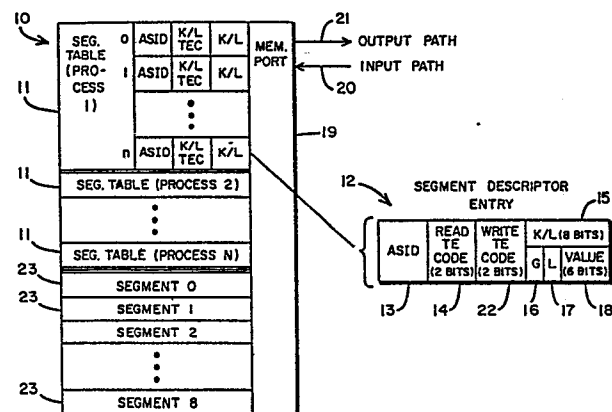 10
SEG. TABLE (PRO- CESS 1)
0 ASID K/L TEC K/L
1 ASID K/L TEC K/L
n ASID K/L TEC K/L
MEM. PORT
21
OUTPUT PATH
INPUT PATH
20
11
19
11
SEG. TABLE (PROCESS 2)
11
SEG. TABLE (PROCESS N)
23
SEGMENT 0
23
SEGMENT 1
SEGMENT 2
23
SEGMENT 8
12
SEGMENT DESCRIPTOR ENTRY
15
ASID
READ TE CODE (2 BITS)
WRITE TE CODE (2 BITS)
K/L (8 BITS)
G L VALUE (6 BITS)
13 14 22 16 17 18